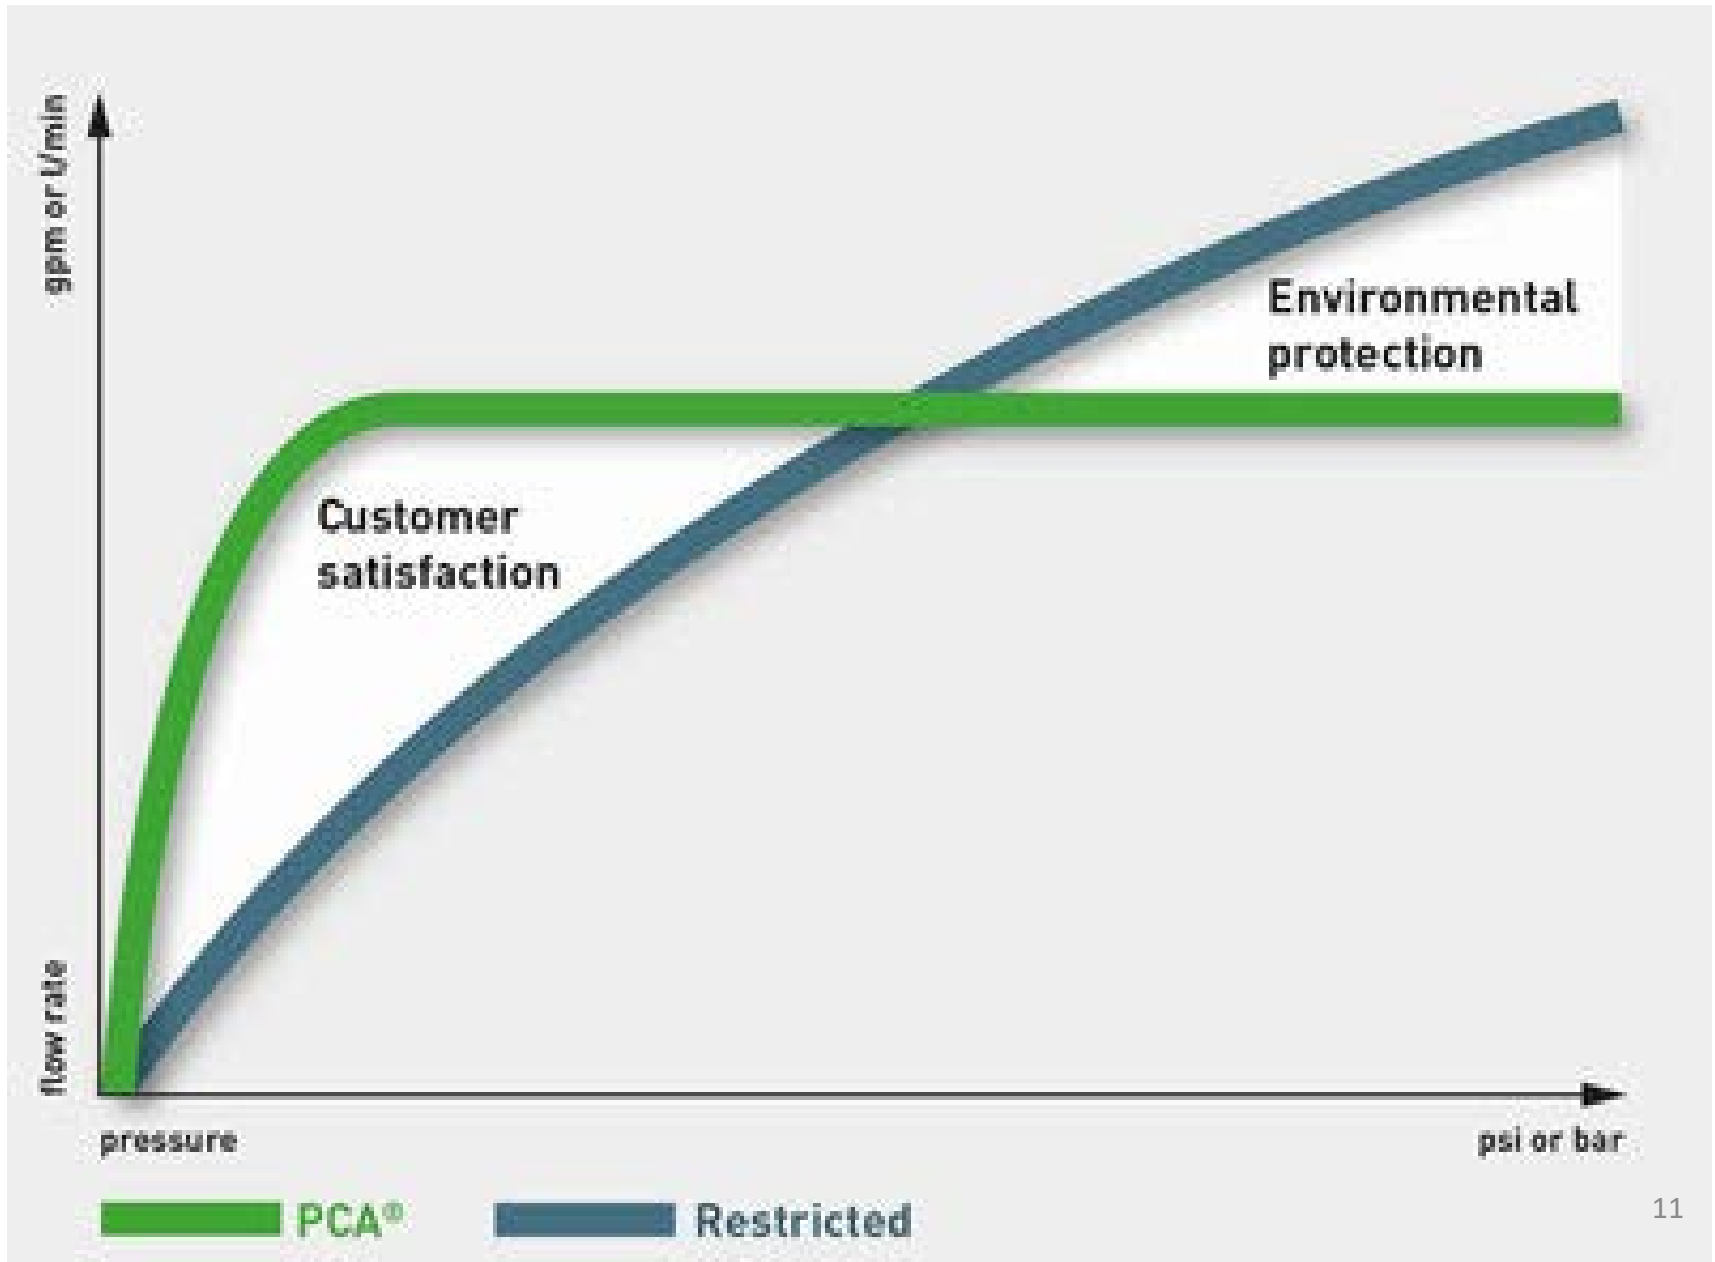 gpm or l/min
Environmental
protection
Customer
satisfaction
flow rate
pressure
psi or bar
PCA®
Restricted
11